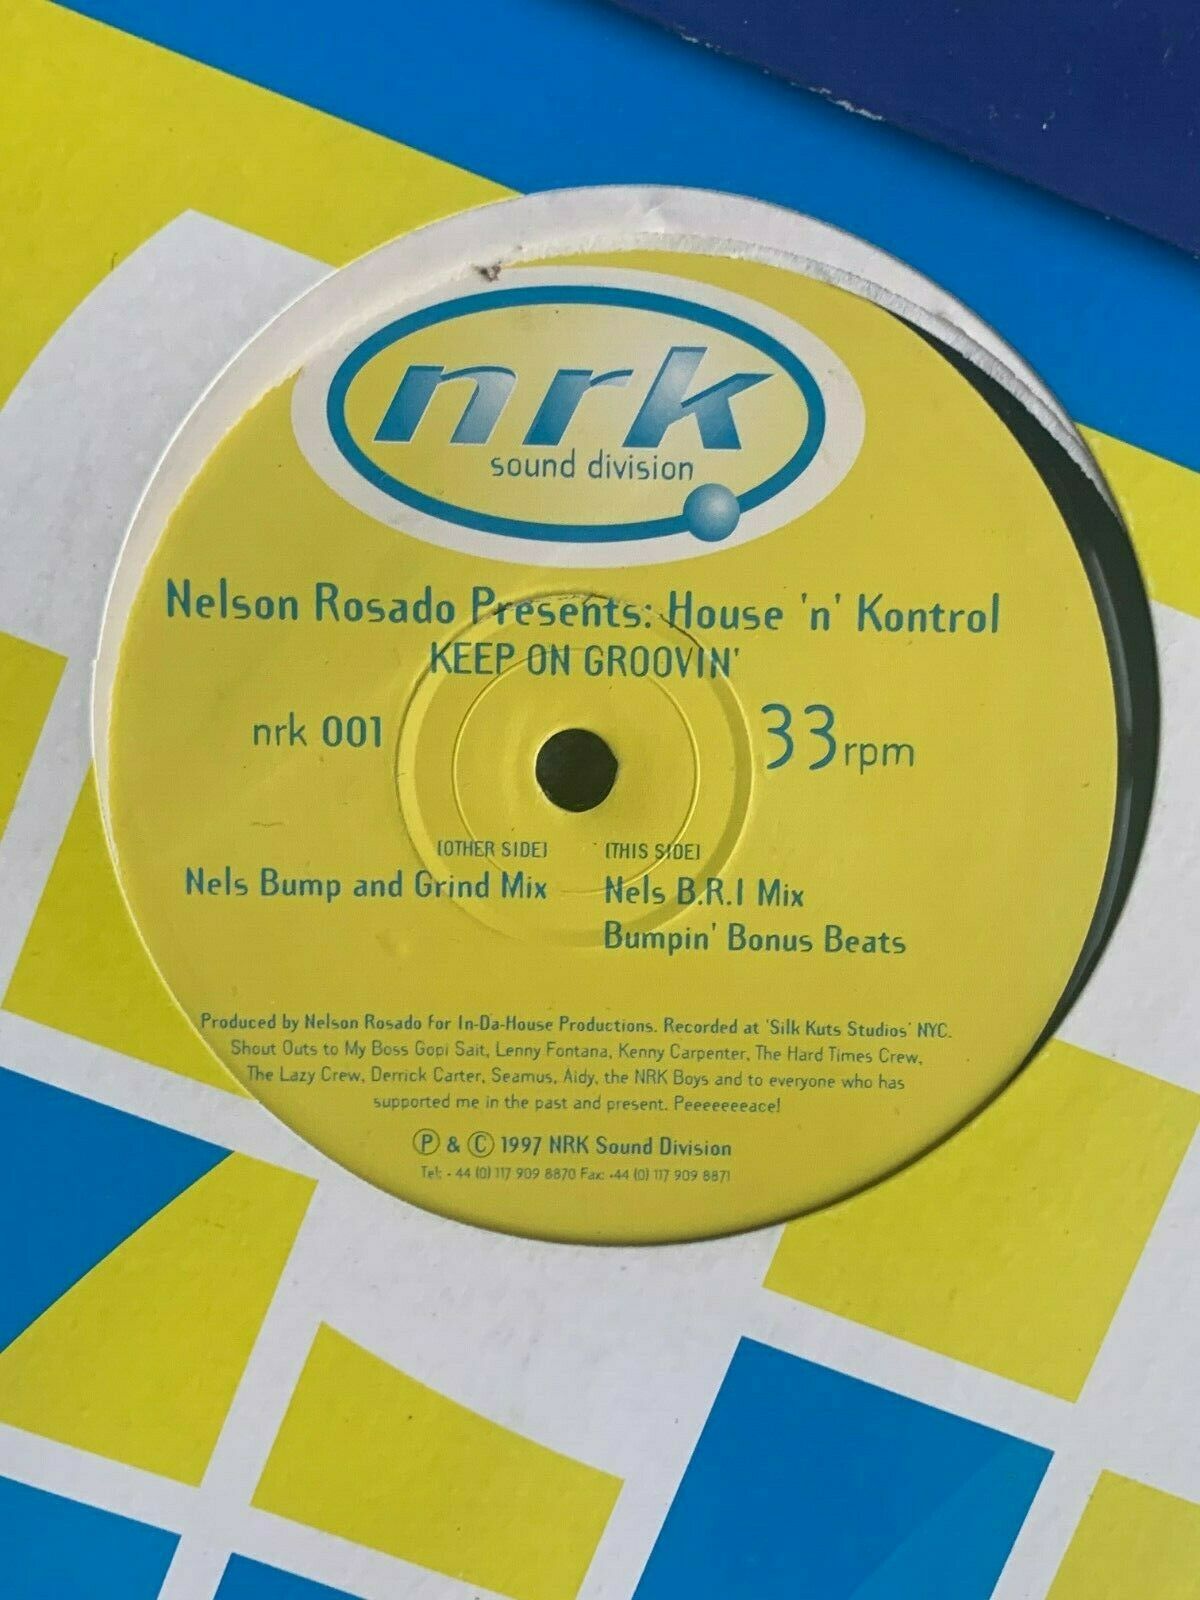 nrk
sound division
Nelson Rosado Presents: House 'n' Kontrol
KEEP ON GROOVIN'
nrk 001
33rpm
[OTHER SIDE]
Nels Bump and Grind Mix
[THIS SIDE]
Nels B.R.I Mix
Bumpin' Bonus Beats
Produced by Nelson Rosado for In-Da-House Productions. Recorded at 'Silk Kuts Studios' NYC.
Shout Outs to My Boss Gopi Sait, Lenny Fontana, Kenny Carpenter, The Hard Times Crew,
The Lazy Crew, Derrick Carter, Seamus, Aidy, the NRK Boys and to everyone who has
supported me in the past and present. Peeeeeeeace!
Ⓟ & Ⓒ 1997 NRK Sound Division
Tel: + 44 (0) 117 909 8870 Fax: +44 (0) 117 909 8871